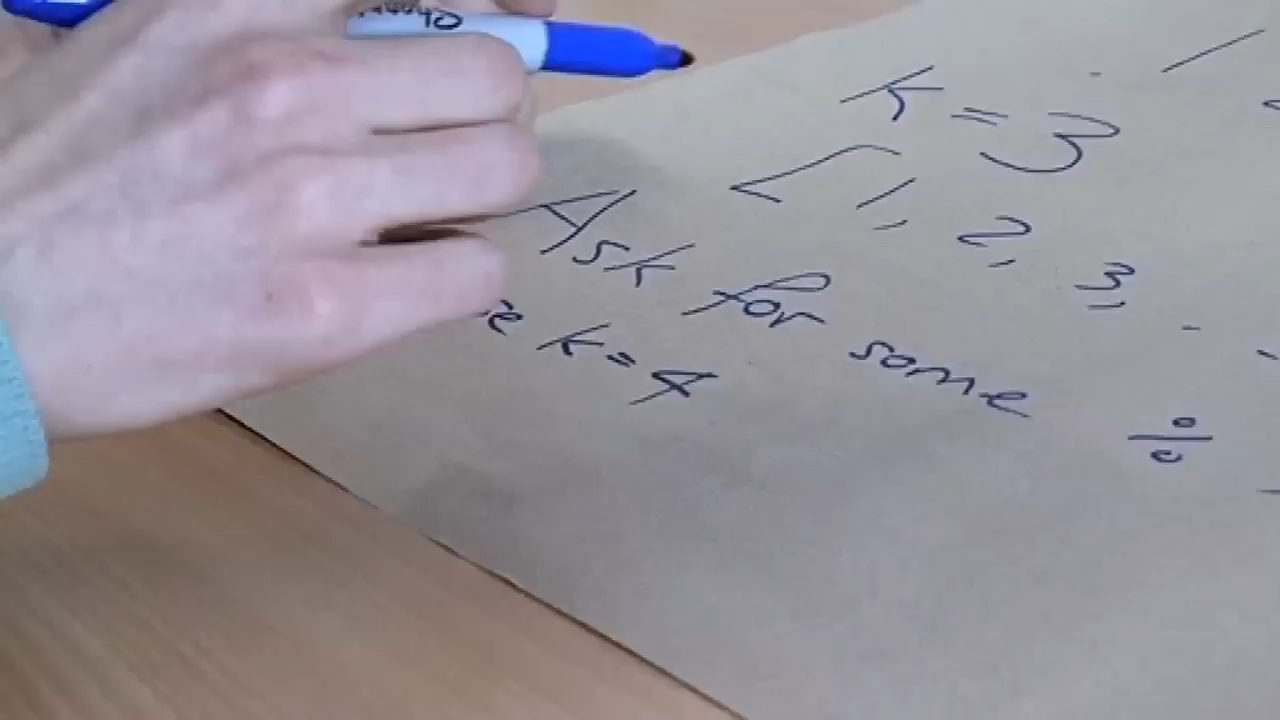 K = 3
[ 1, 2, 3, . .
Ask for some %
k = 4